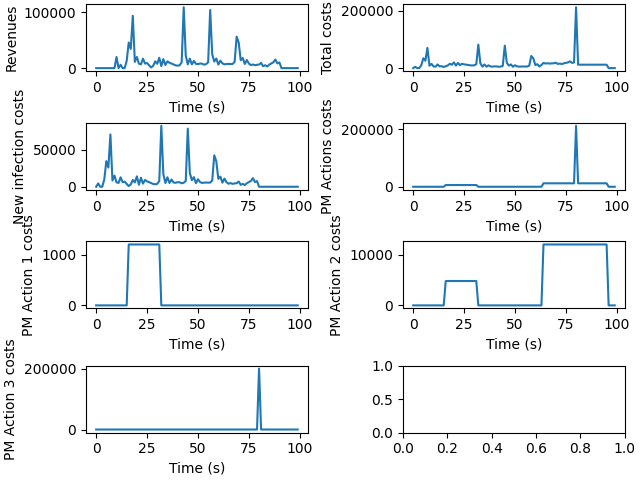 Revenues
100000
0
0 25 50 75 100
Time (s)
Total costs
200000
0
0 25 50 75 100
Time (s)
New infection costs
50000
0
0 25 50 75 100
Time (s)
PM Actions costs
200000
0
0 25 50 75 100
Time (s)
PM Action 1 costs
1000
0
0 25 50 75 100
Time (s)
PM Action 2 costs
10000
0
0 25 50 75 100
Time (s)
PM Action 3 costs
200000
0
0 25 50 75 100
Time (s)
1.0
0.5
0.0
0.0 0.2 0.4 0.6 0.8 1.0